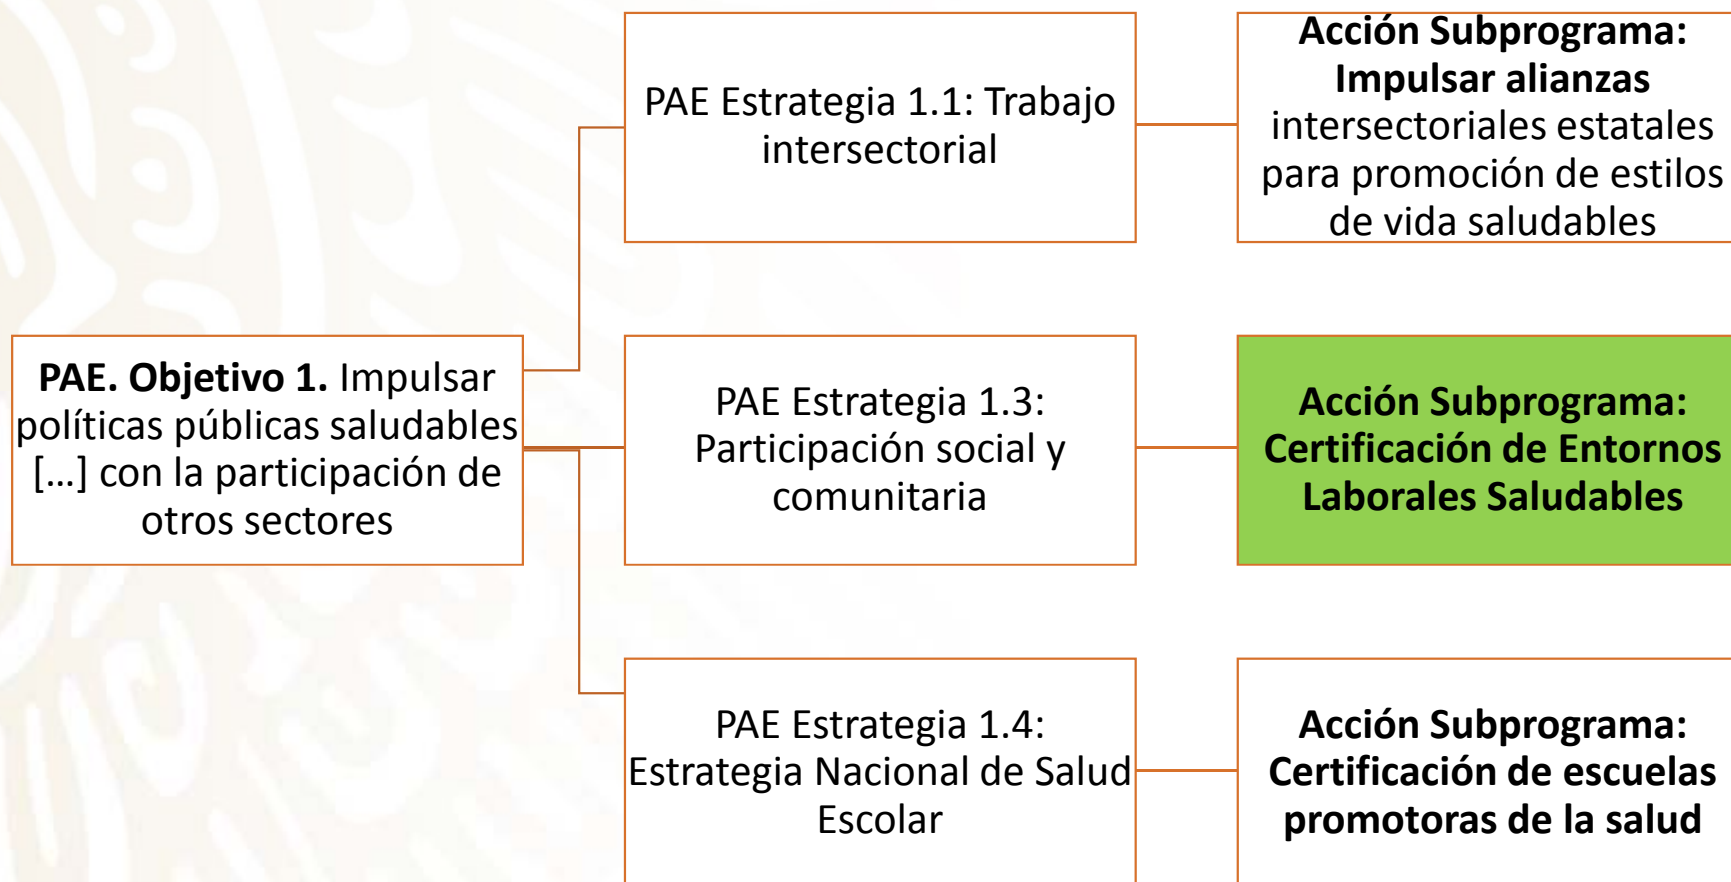 PAE. Objetivo 1. Impulsar
políticas públicas saludables
[...] con la participación de
otros sectores
PAE Estrategia 1.1: Trabajo
intersectorial
Acción Subprograma:
Impulsar alianzas
intersectoriales estatales
para promoción de estilos
de vida saludables
PAE Estrategia 1.3:
Participación social y
comunitaria
Acción Subprograma:
Certificación de Entornos
Laborales Saludables
PAE Estrategia 1.4:
Estrategia Nacional de Salud
Escolar
Acción Subprograma:
Certificación de escuelas
promotoras de la salud